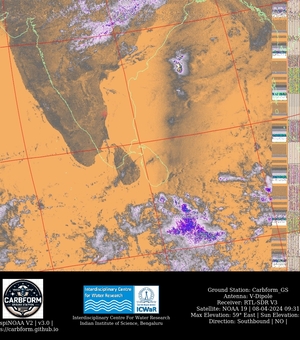 CARBFORM
spiNOAA V2 | v3.0 |
s://carbform.github.io
Interdisciplinary Centre
for Water Research
ICWaR
Interdisciplinary Centre For Water Research
Indian Institute of Science, Bengalore
Ground Station: Carbform_GS
Antenna: V-Dipole
Receiver: RTL-SDR V3
Satellite: NOAA 19 | 08-04-2024 09:31
Max Elevation: 59° East | Sun Elevation:
Direction: Southbound | NO |